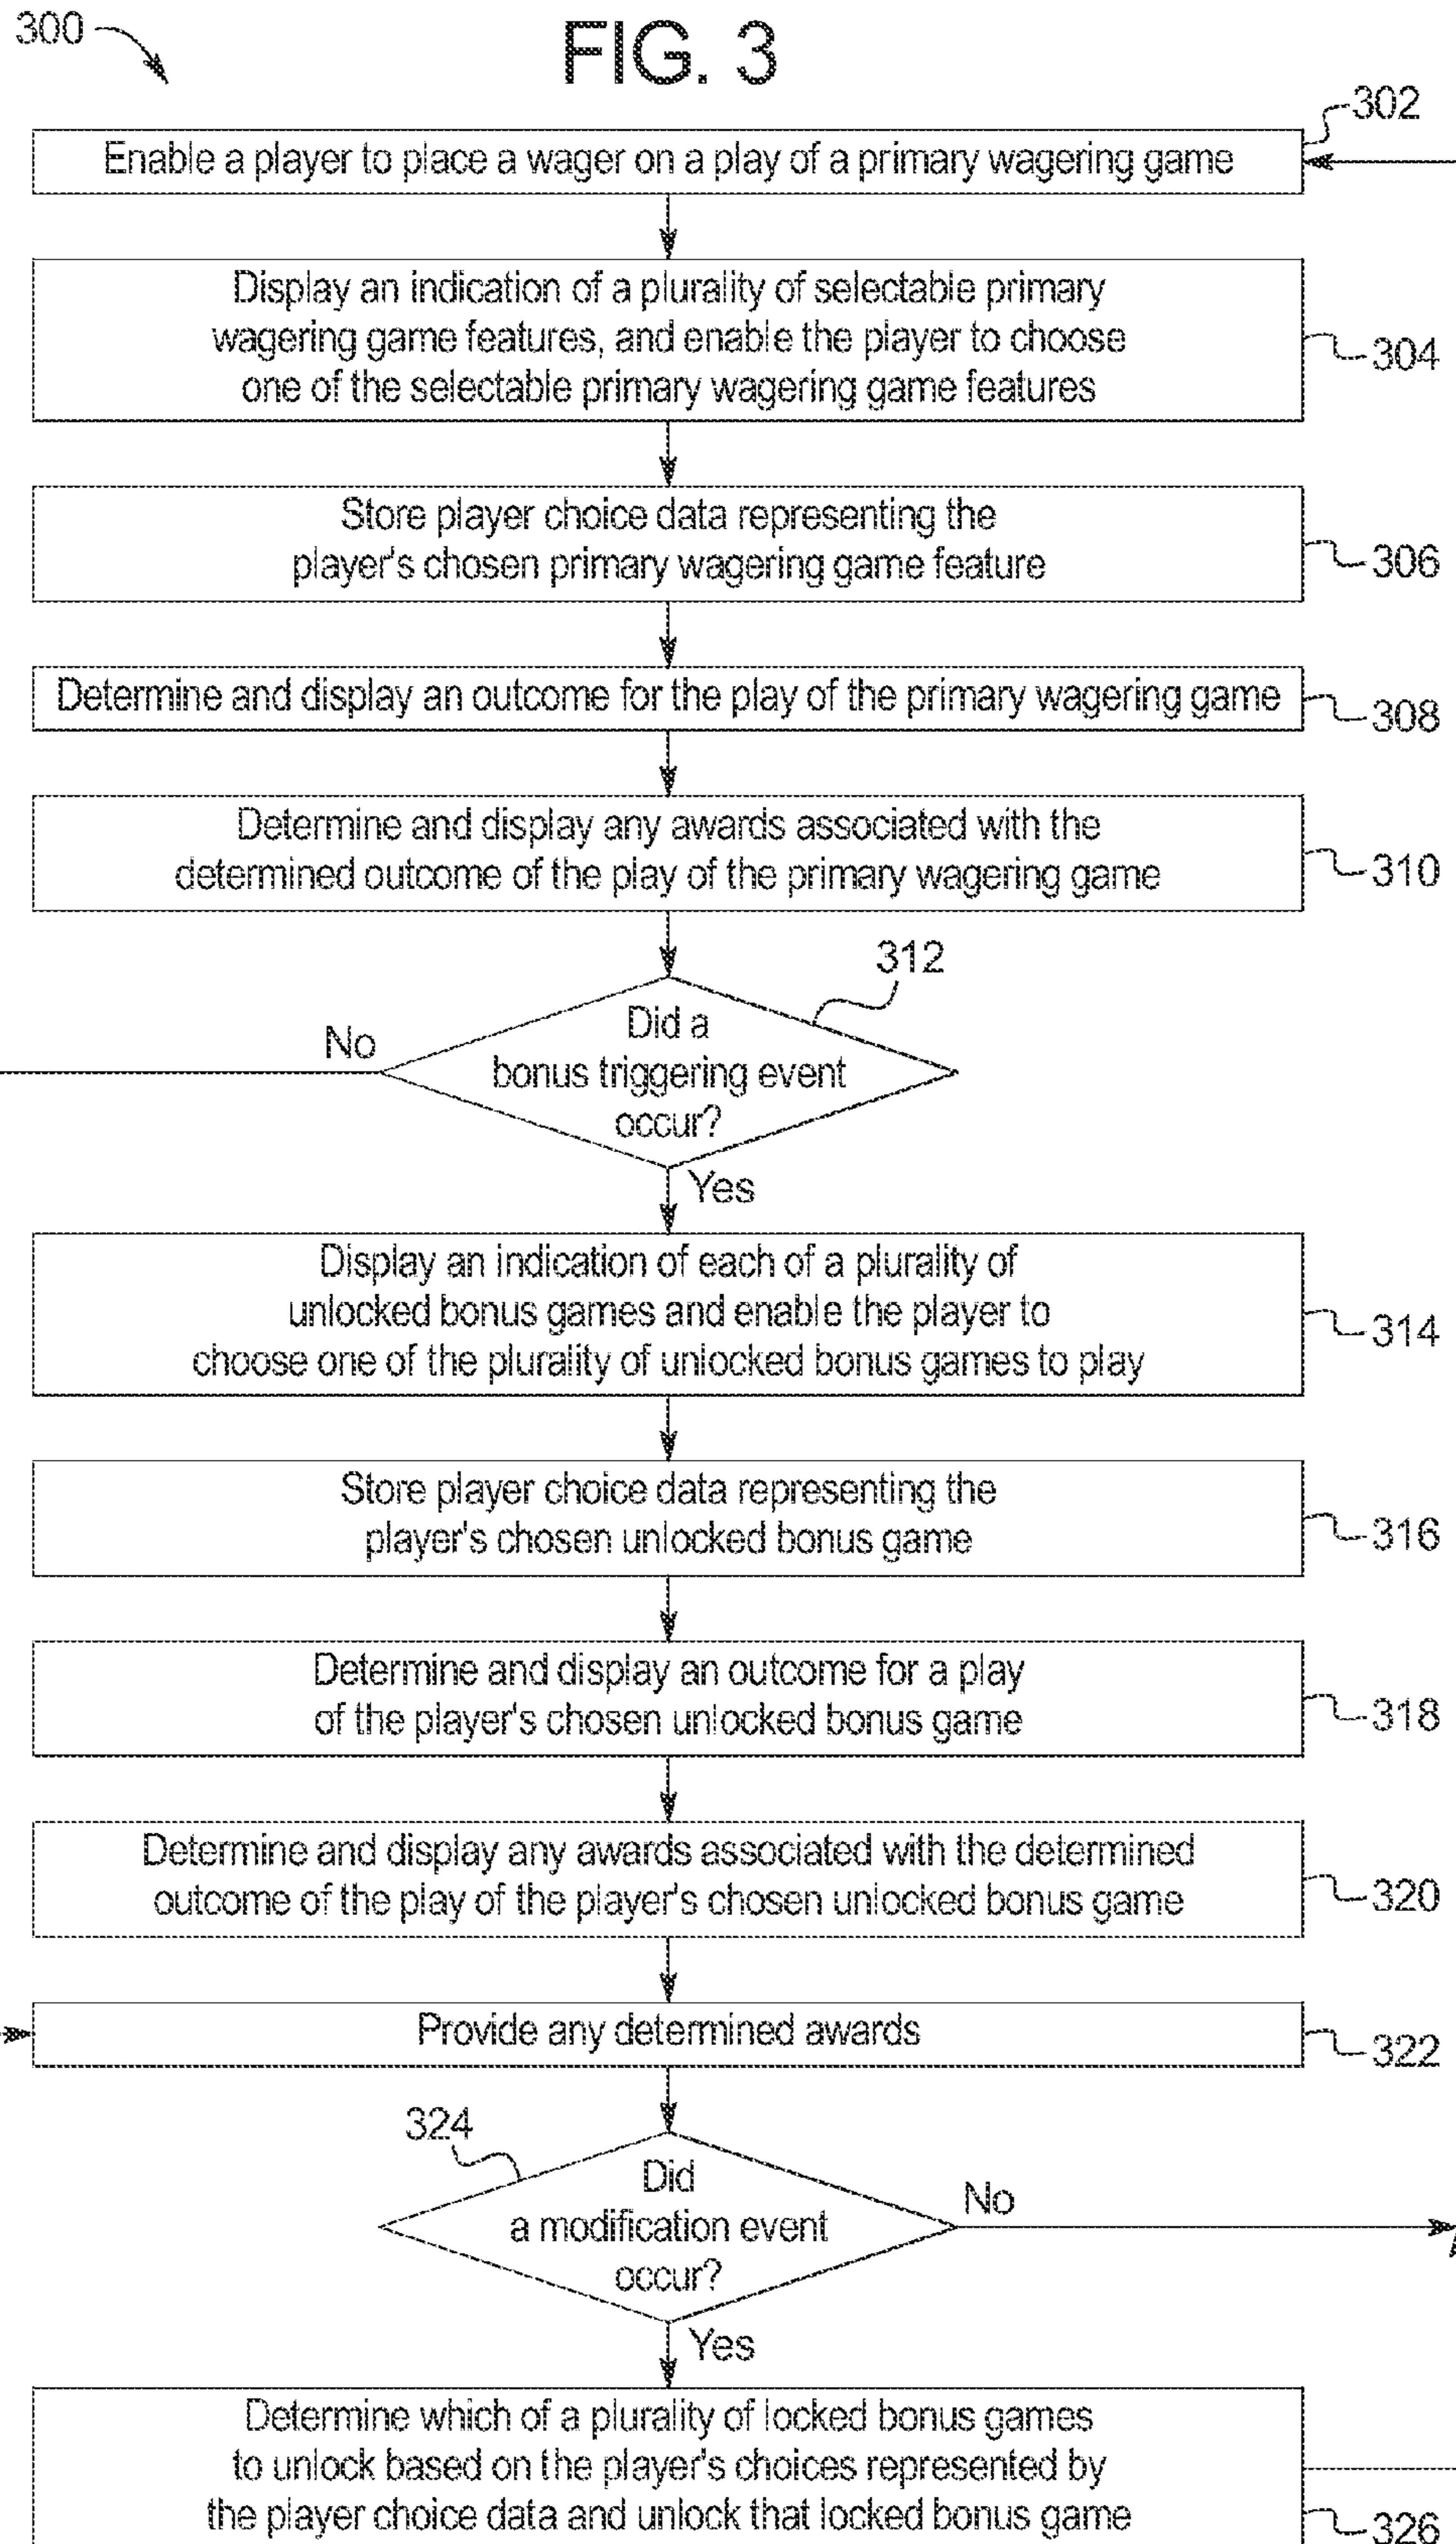 300
FIG. 3
302
Enable a player to place a wager on a play of a primary wagering game
Display an indication of a plurality of selectable primary
wagering game features, and enable the player to choose
one of the selectable primary wagering game features
304
Store player choice data representing the
player's chosen primary wagering game feature
306
Determine and display an outcome for the play of the primary wagering game
308
Determine and display any awards associated with the
determined outcome of the play of the primary wagering game
310
312
Did a
bonus triggering event
occur?
No
Yes
Display an indication of each of a plurality of
unlocked bonus games and enable the player to
choose one of the plurality of unlocked bonus games to play
314
Store player choice data representing the
player's chosen unlocked bonus game
316
Determine and display an outcome for a play
of the player's chosen unlocked bonus game
318
Determine and display any awards associated with the determined
outcome of the play of the player's chosen unlocked bonus game
320
Provide any determined awards
322
324
Did
a modification event
occur?
No
Yes
Determine which of a plurality of locked bonus games
to unlock based on the player's choices represented by
the player choice data and unlock that locked bonus game
326